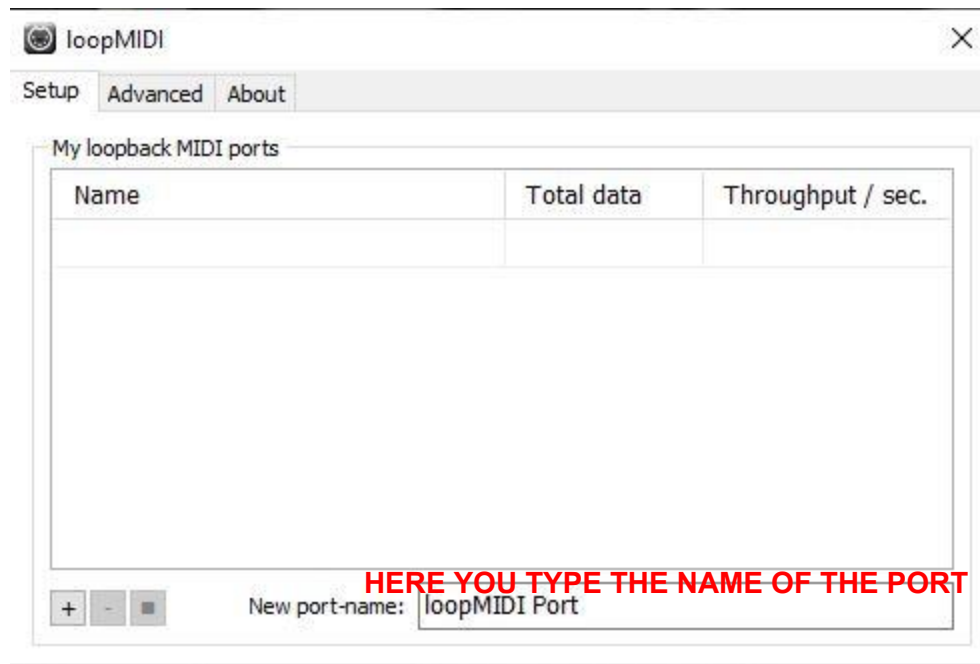 loopMIDI
Setup Advanced About
My loopback MIDI ports
Name Total data Throughput / sec.
HERE YOU TYPE THE NAME OF THE PORT
+ - New port-name: loopMIDI Port